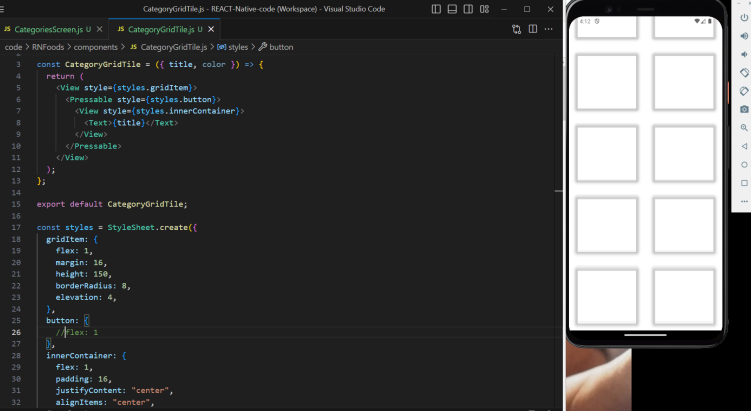 CategoryGridTile.js - REACT-Native-code (Workspace) - Visual Studio Code
JS CategoriesScreen.js U
JS CategoryGridTile.js U
code > RNFoods > components > JS CategoryGridTile.js > styles > button
3 const CategoryGridTile = ({ title, color }) => {
4 return (
5 <View style={styles.gridItem}>
6 <Pressable style={styles.button}>
7 <View style={styles.innerContainer}>
8 <Text>{title}</Text>
9 </View>
10 </Pressable>
11 </View>
12 );
13 };
14
15 export default CategoryGridTile;
16
17 const styles = StyleSheet.create({
18 gridItem: {
19 flex: 1,
20 margin: 16,
21 height: 150,
22 borderRadius: 8,
23 elevation: 4,
24 },
25 button: {
26 //flex: 1
27 },
28 innerContainer: {
29 flex: 1,
30 padding: 16,
31 justifyContent: "center",
32 alignItems: "center",
4:12